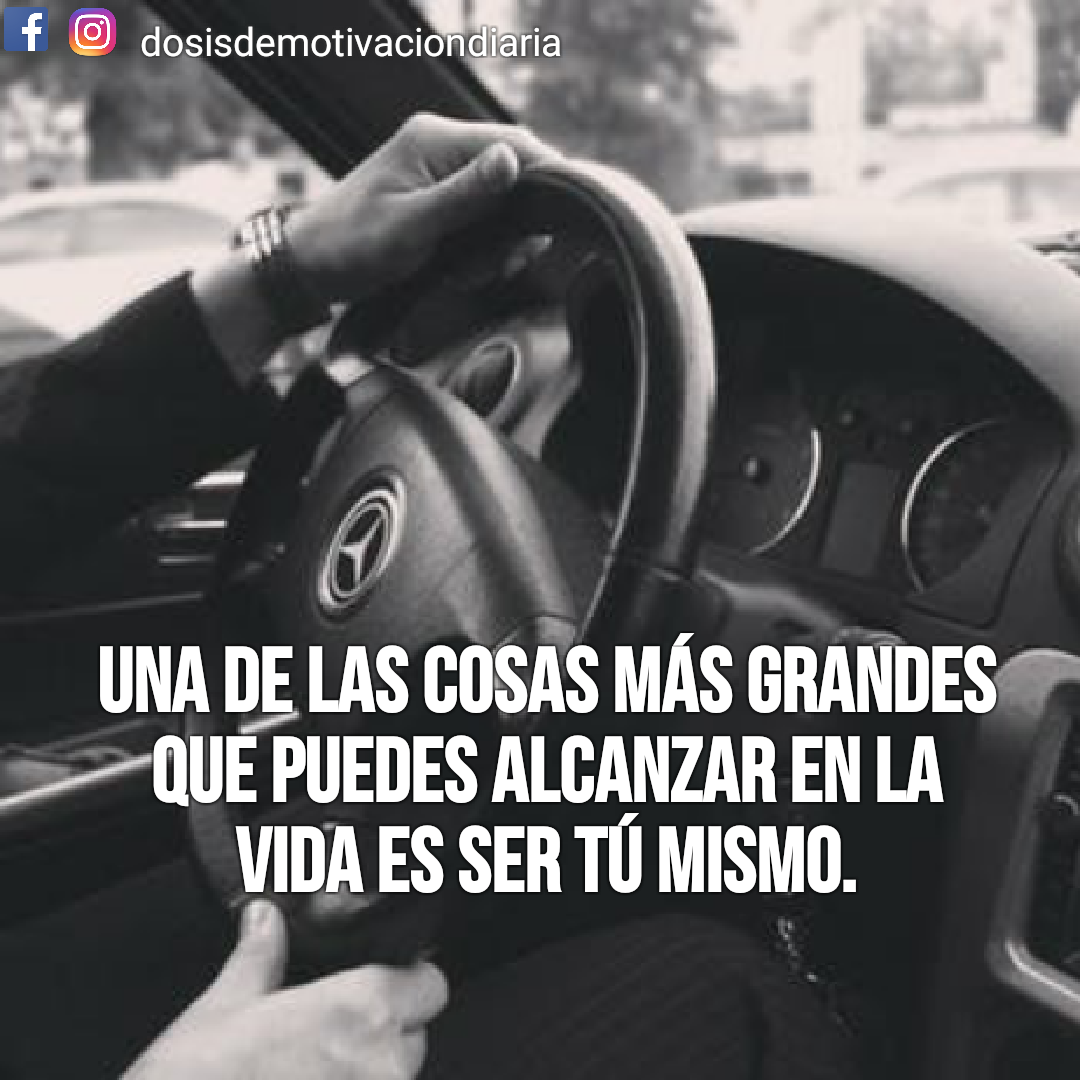 dosisdemotivaciondiaria
UNA DE LAS COSAS MÁS GRANDES
QUE PUEDES ALCANZAR EN LA
VIDA ES SER TÚ MISMO.